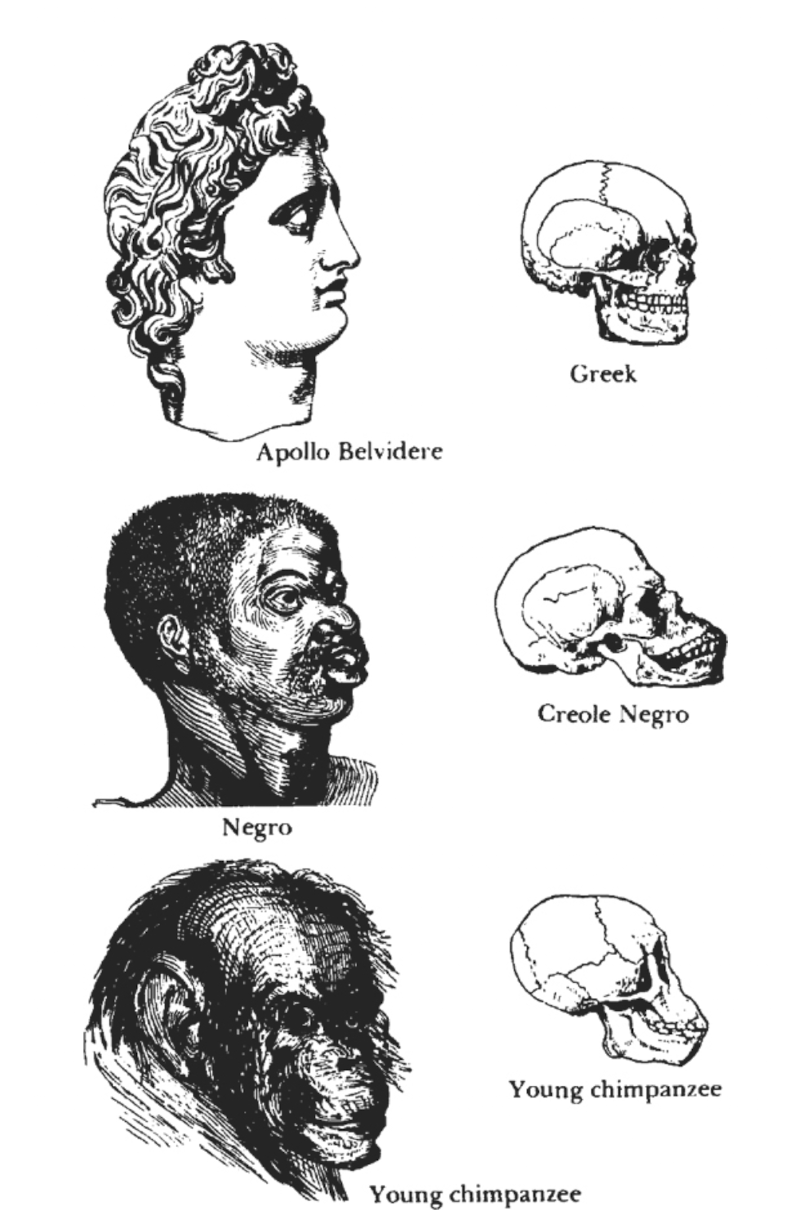 Greek
Apollo Belvidere
Creole Negro
Negro
Young chimpanzee
Young chimpanzee